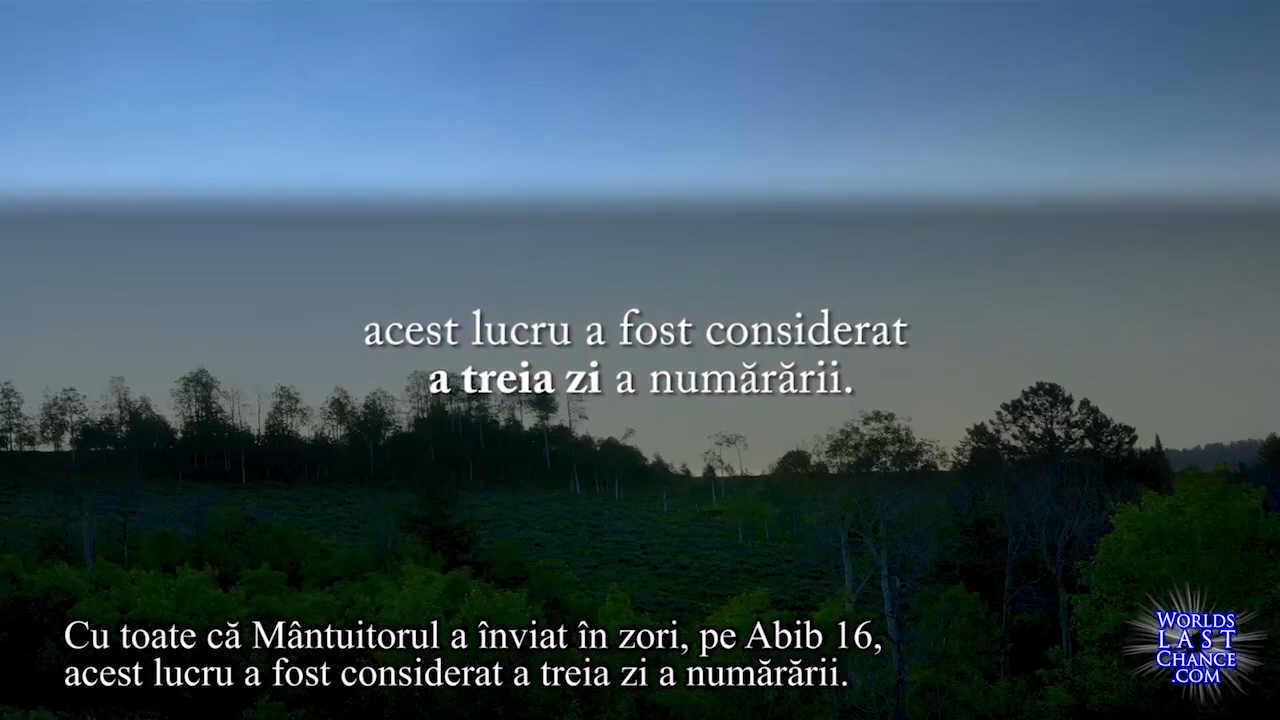 acest lucru a fost considerat
a treia zi a numărării.
Cu toate că Mântuitorul a înviat în zori, pe Abib 16,
acest lucru a fost considerat a treia zi a numărării.
WORLDS
LAST
CHANCE
.COM